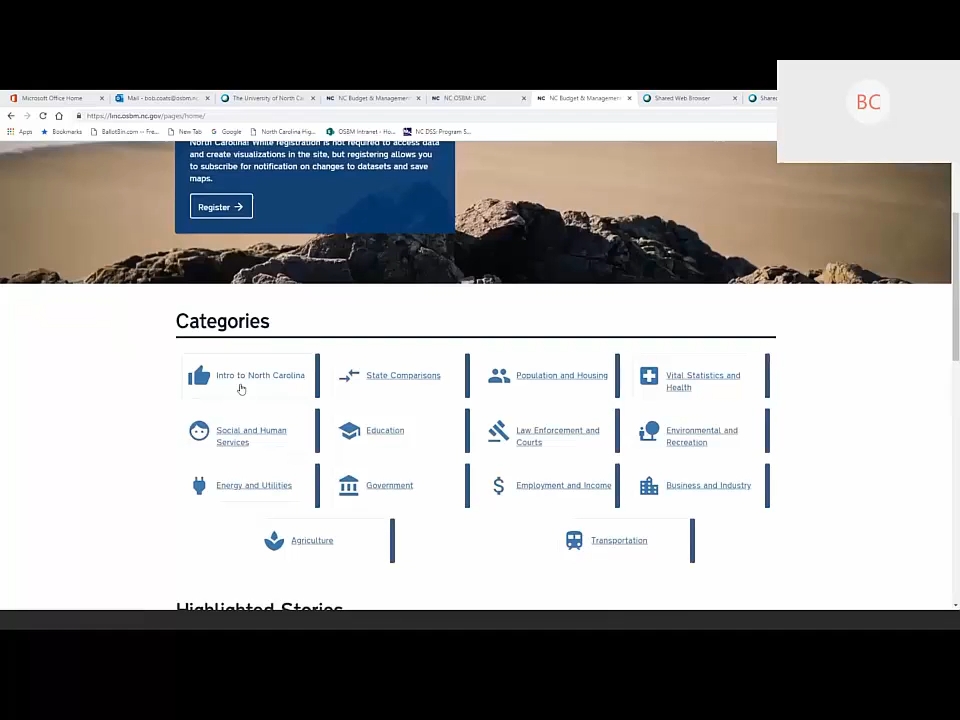 Microsoft Office Home
Mail - bob.coats@osbm.n
The University of North Ca
NC Budget & Management
NC OSBM: LINC
NC Budget & Management
Shared Web Browser
Share
https://linc.osbm.nc.gov/pages/home/
Apps
Bookmarks
Ballot3in.com -- Fre...
New Tab
Google
North Carolina Hig...
OSBM Intranet - Ho...
NC DSS: Program S...
BC
North Carolina! While registration is not required to access data
and create visualizations in the site, but registering allows you
to subscribe for notification on changes to datasets and save
maps.
Register
Categories
Intro to North Carolina
State Comparisons
Population and Housing
Vital Statistics and
Health
Social and Human
Services
Education
Law Enforcement and
Courts
Environmental and
Recreation
Energy and Utilities
Government
Employment and Income
Business and Industry
Agriculture
Transportation
Highlighted Stories